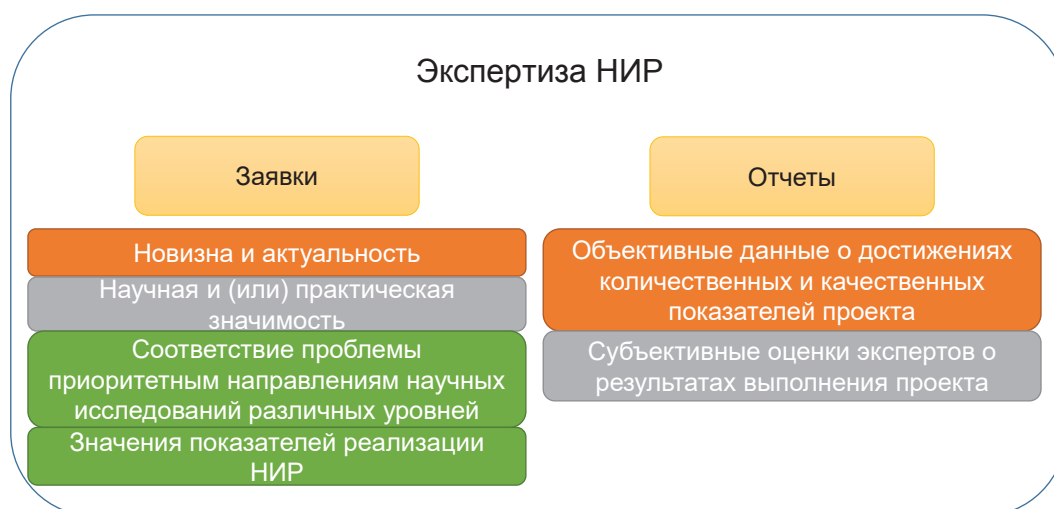 Экспертиза НИР
Заявки
Новизна и актуальность
Научная и (или) практическая
значимость
Соответствие проблемы
приоритетным направлениям научных
исследований различных уровней
Значения показателей реализации
НИР
Отчеты
Объективные данные о достижениях
количественных и качественных
показателей проекта
Субъективные оценки экспертов о
результатах выполнения проекта